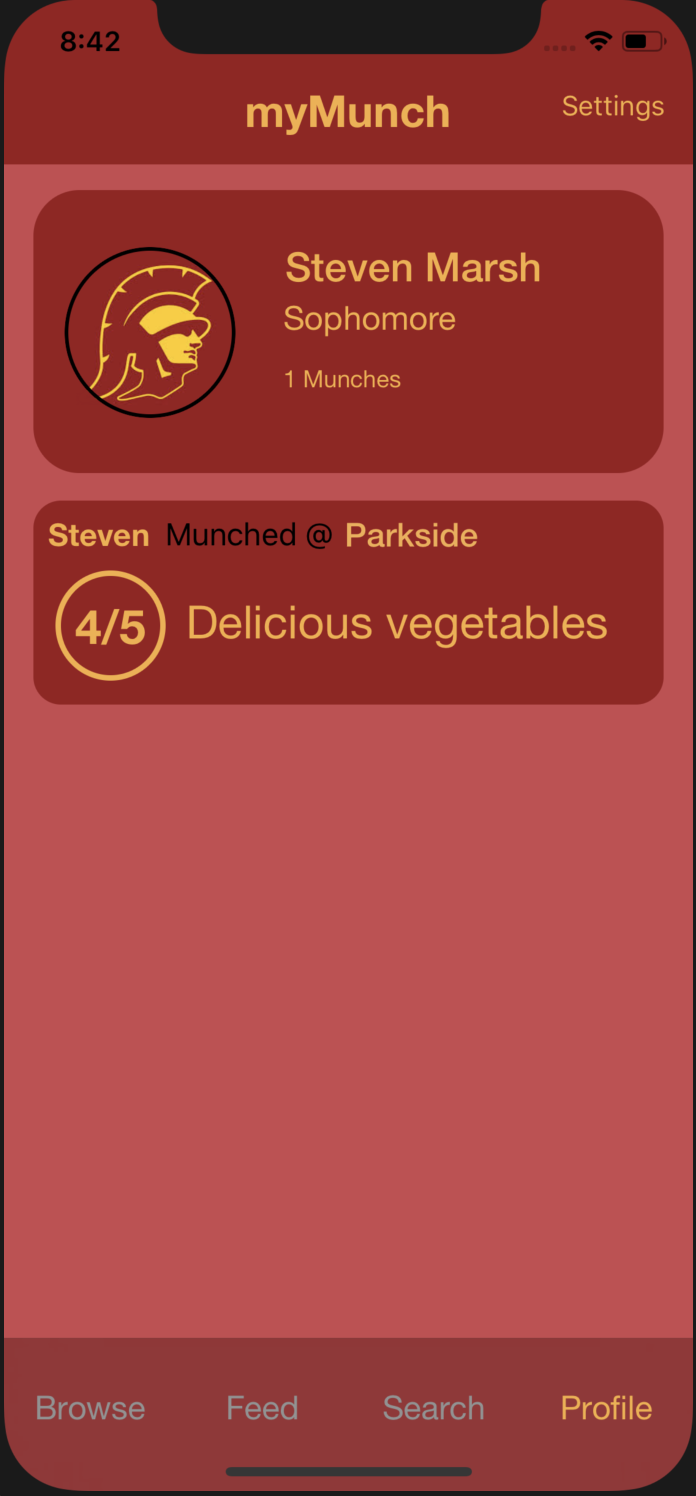 8:42
myMunch
Settings
Steven Marsh
Sophomore
1 Munches
Steven Munched @ Parkside
4/5 Delicious vegetables
Browse Feed Search Profile